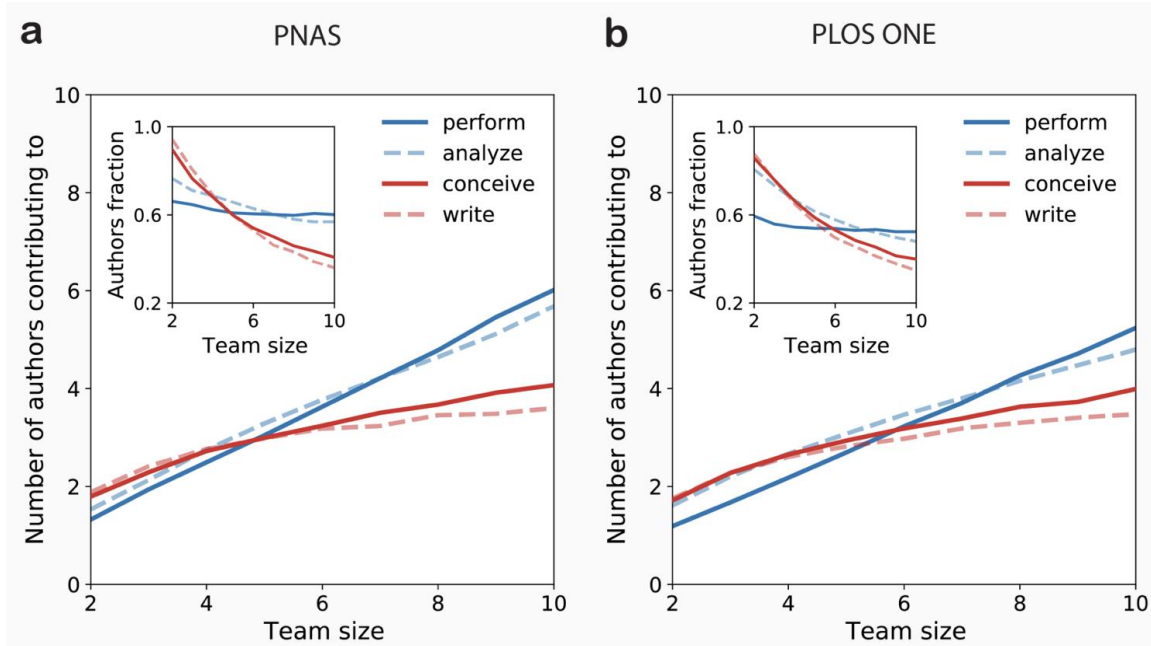 a
PNAS
b
PLOS ONE
Number of authors contributing to
10
8
6
4
2
0
2
4
6
8
10
Team size
Authors fraction
1.0
0.6
0.2
2
6
10
Team size
perform
analyze
conceive
write
Number of authors contributing to
10
8
6
4
2
0
2
4
6
8
10
Team size
Authors fraction
1.0
0.6
0.2
2
6
10
Team size
perform
analyze
conceive
write